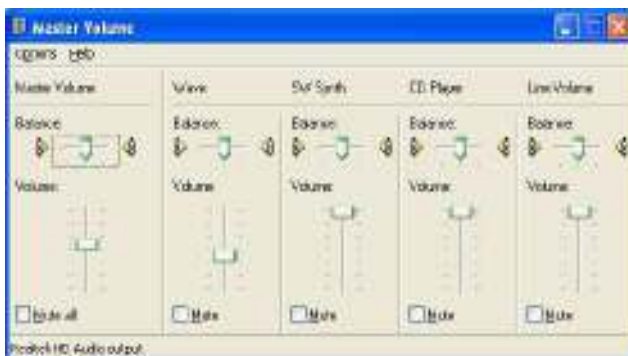 Master Volume
Options Help
Master Volume Wave SW Synth CD Player Line Volume
Balance: Balance: Balance: Balance: Balance:
Volume: Volume: Volume: Volume: Volume:
Mute all Mute Mute Mute Mute
Realtek HD Audio output